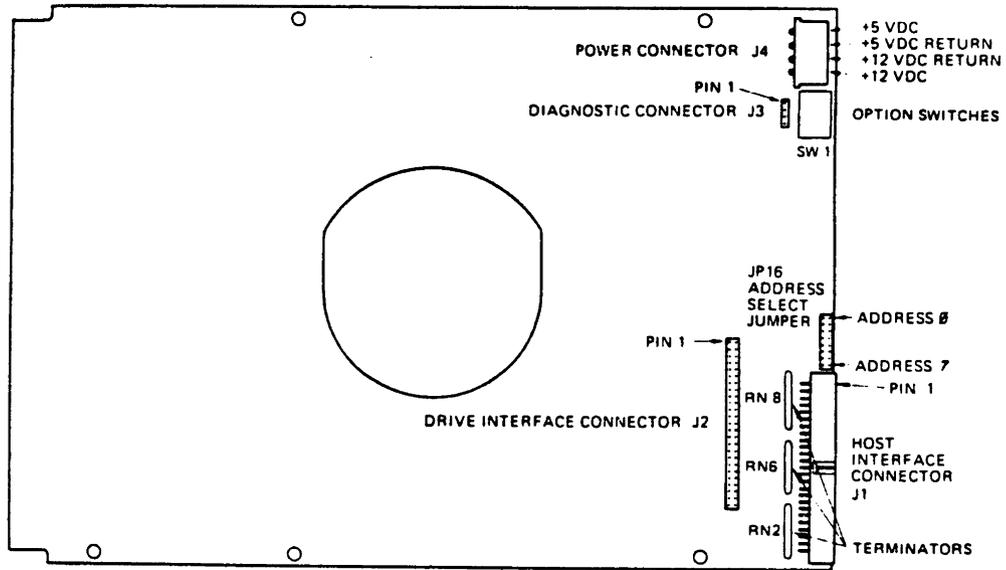 +5 VDC
POWER CONNECTOR J4
+5 VDC RETURN
+12 VDC RETURN
+12 VDC
PIN 1
DIAGNOSTIC CONNECTOR J3
OPTION SWITCHES
SW 1
JP16
ADDRESS
SELECT
JUMPER
ADDRESS 0
PIN 1
ADDRESS 7
PIN 1
RN 8
DRIVE INTERFACE CONNECTOR J2
HOST
INTERFACE
CONNECTOR
J1
RN6
RN2
TERMINATORS